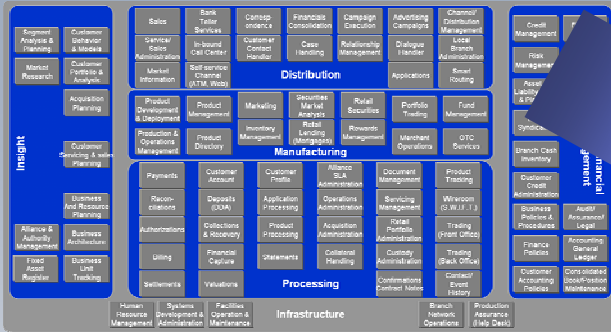 Insight
Segment
Analysis &
Planning
Customer
Behavior
& Models
Market
Research
Customer
Portfolio &
Analysis
Acquisition
Planning
Customer
Servicing & sales
Planning
Business
And Resource
Planning
Alliance &
Authority
Management
Business
Architecture
Fixed
Asset
Register
Business
Unit
Tracking
Sales
Bank
Teller
Services
Corresp
ondence
Financials
Consolidation
Campaign
Execution
Advertising
Campaigns
Channel/
Distribution
Management
Service/
Sales
Administration
In-bound
Call Center
Customer
Contact
Handler
Case
Handling
Relationship
Management
Dialogue
Handler
Local
Branch
Administration
Market
Information
Self-service
Channel
(ATM, Web)
Applications
Smart
Routing
Distribution
Product
Development
& Deployment
Product
Management
Marketing
Securities
Market
Analysis
Retail
Securities
Portfolio
Trading
Fund
Management
Production &
Operations
Management
Product
Directory
Inventory
Management
Retail
Lending
(Mortgages)
Rewards
Management
Merchant
Operations
OTC
Services
Manufacturing
Payments
Customer
Account
Customer
Profile
Alliance
SLA
Administration
Document
Management
Product
Tracking
Recon-
ciliations
Deposits
(DDA)
Application
Processing
Operations
Administration
Servicing
Management
Wireroom
(S.W.I.F.T.)
Authorizations
Collections
& Recovery
Product
Processing
Acquisition
Administration
Retail
Portfolio
Administration
Trading
(Front Office)
Billing
Financial
Capture
Statements
Collateral
Handling
Custody
Administration
Trading
(Back Office)
Settlements
Valuations
Confirmations
Contract Notes
Contact/
Event
History
Processing
Credit
Management
Risk
Management
Branch Cash
Inventory
Customer
Credit
Administration
Business
Policies &
Procedures
Audit/
Assurance/
Legal
Finance
Policies
Accounting
General
Ledger
Customer
Accounting
Policies
Consolidated
Book/Position
Maintenance
Human
Resource
Management
Systems
Development &
Administration
Facilities
Operation &
Maintenance
Infrastructure
Branch
Network
Operations
Production
Assurance
(Help Desk)